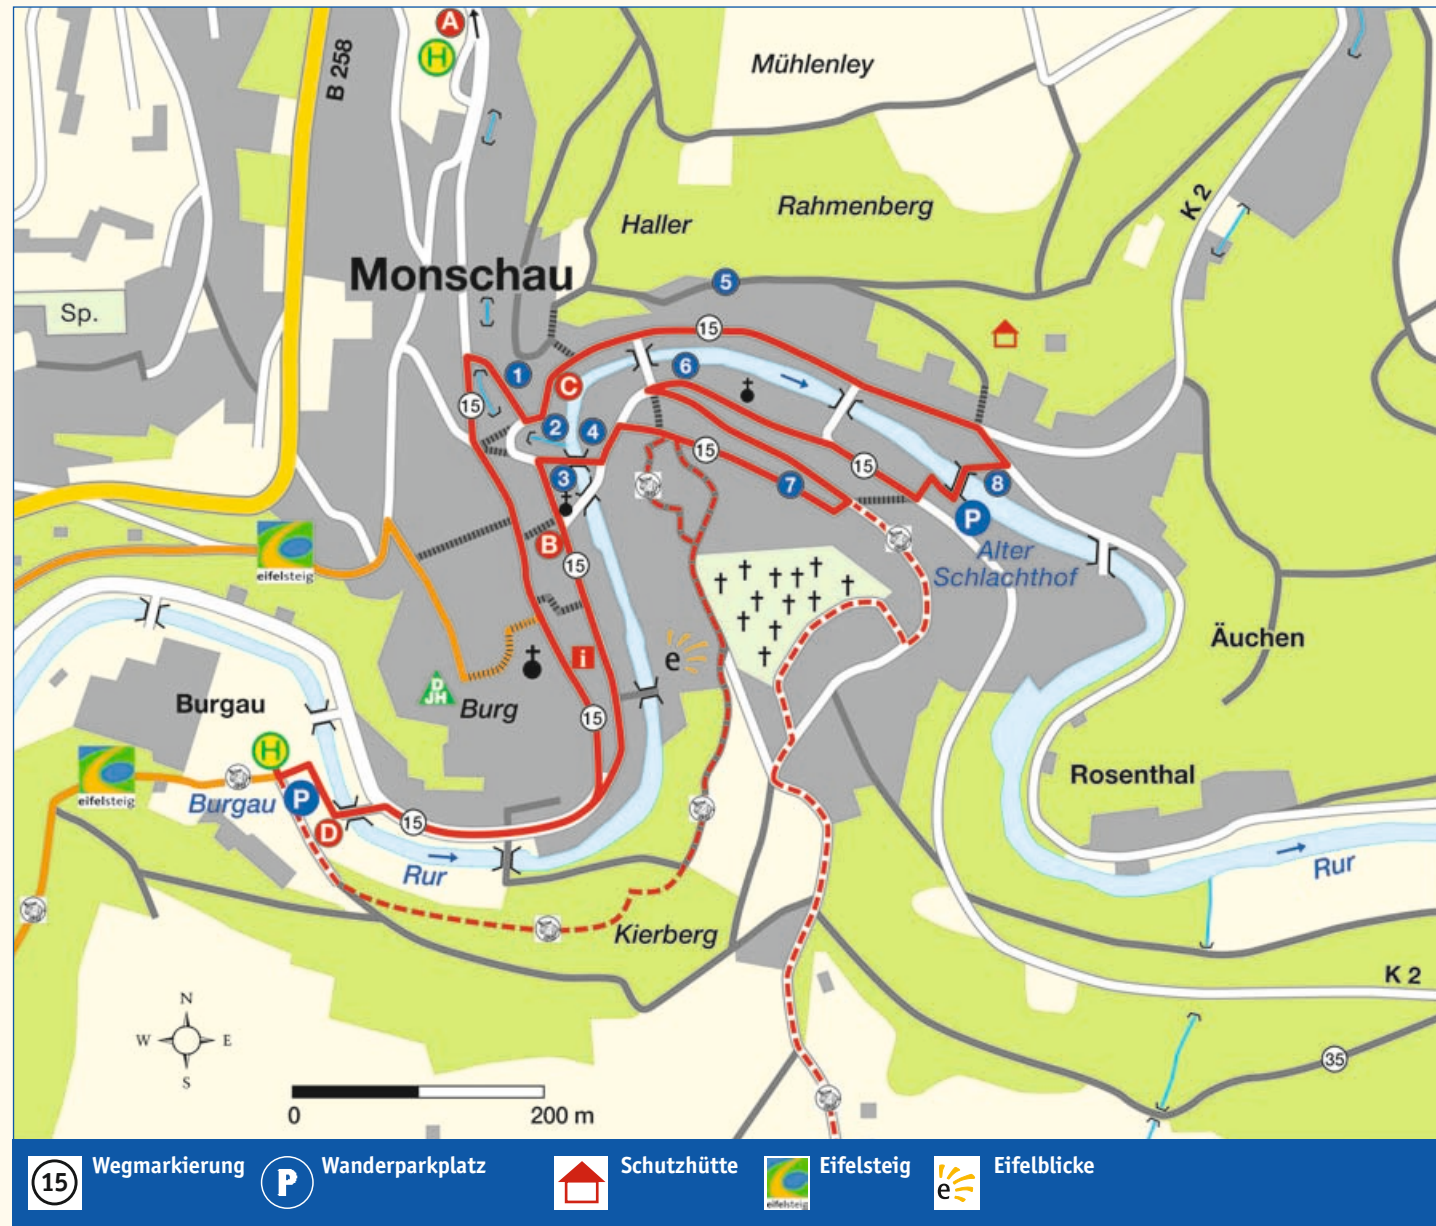 A
H
B 258
Mühlenley
K 2
Rahmenberg
Haller
Monschau
5
Sp.
15
1
C
6
15
2
4
3
15
15
7
8
P
Alter
Schlachthof
B
15
eifelsteig
i
e
Äuchen
D
JH
Burg
Burgau
15
H
eifelsteig
Burgau
P
D
15
Rosenthal
Rur
Rur
Kierberg
K 2
N
W E
S
35
0 200 m
15 Wegmarkierung P Wanderparkplatz Schutzhütte eifelsteig Eifelsteig e Eifelblicke